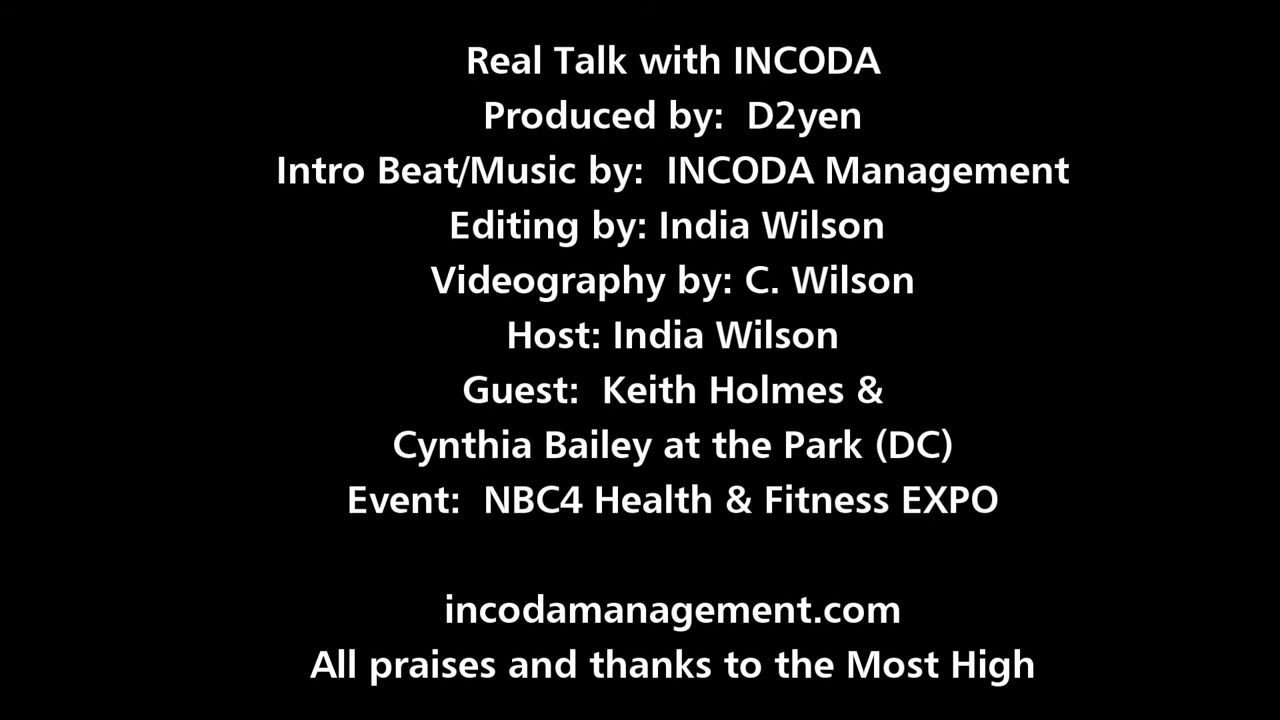 Real Talk with INCODA
Produced by:  D2yen
Intro Beat/Music by:  INCODA Management
Editing by: India Wilson
Videography by: C. Wilson
Host: India Wilson
Guest:  Keith Holmes &
Cynthia Bailey at the Park (DC)
Event:  NBC4 Health & Fitness EXPO
incodamanagement.com
All praises and thanks to the Most High